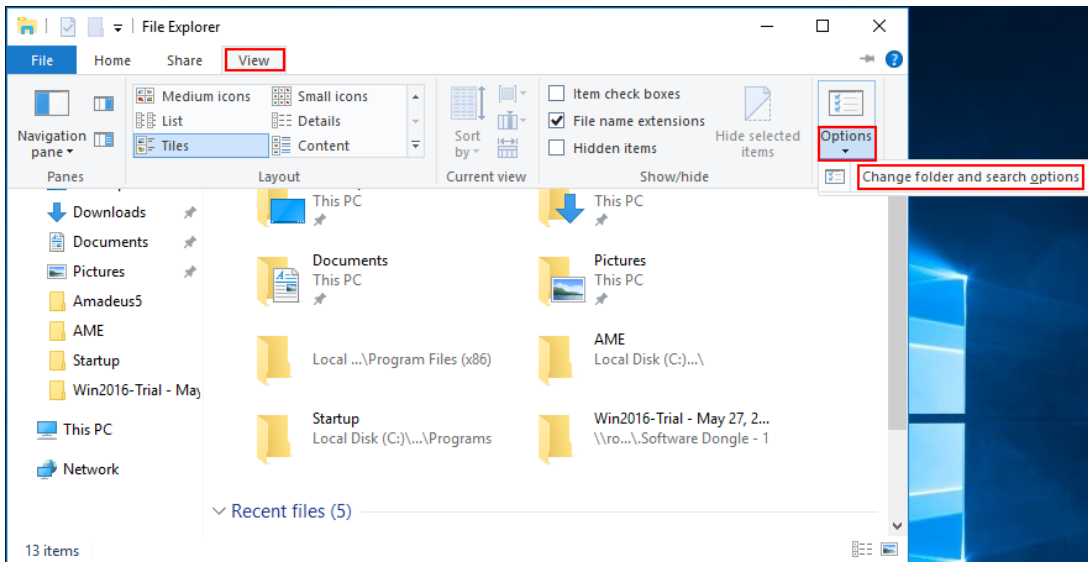 File Explorer
File Home Share View
Navigation pane
Medium icons Small icons
List Details
Tiles Content
Sort by
Item check boxes
File name extensions
Hidden items
Hide selected items
Options
Panes Layout Current view Show/hide
Change folder and search options
Downloads
Documents
Pictures
Amadeus5
AME
Startup
Win2016-Trial - May
This PC
Network
This PC
This PC
Documents
This PC
Pictures
This PC
Local ...\Program Files (x86)
AME
Local Disk (C:)...\
Startup
Local Disk (C:)\...\Programs
Win2016-Trial - May 27, 2...
\\ro...\.Software Dongle - 1
Recent files (5)
13 items